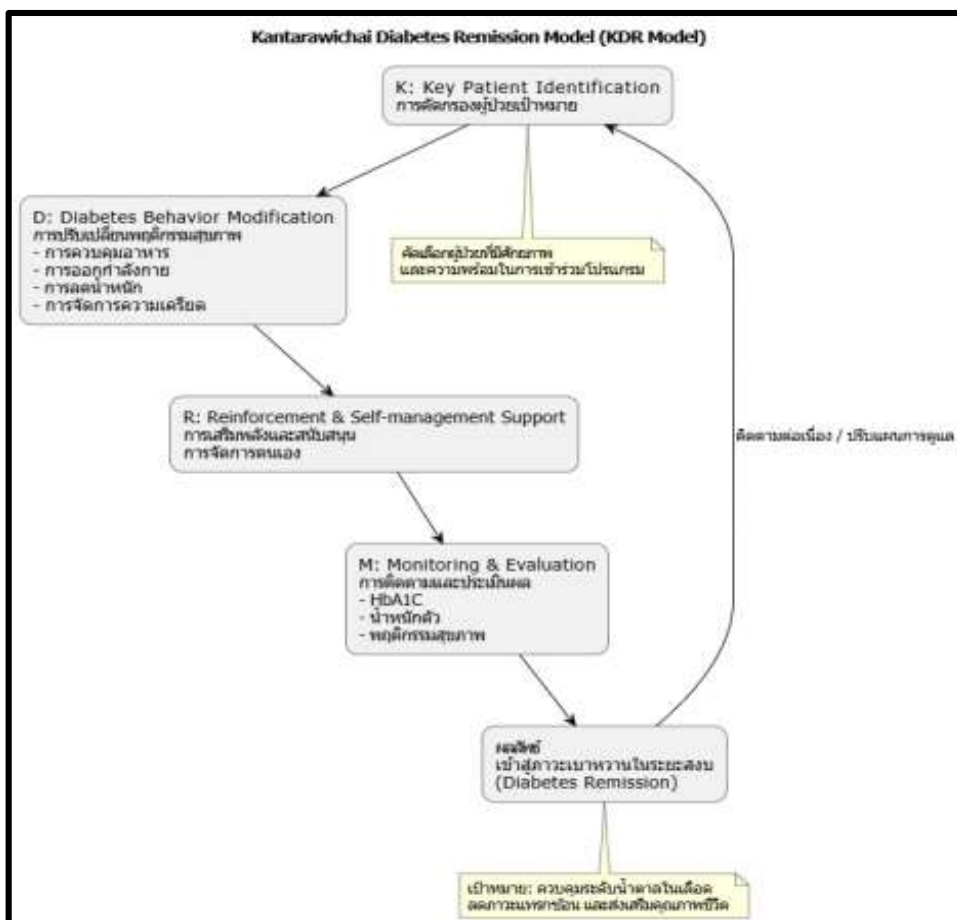 Kantarawichai Diabetes Remission Model (KDR Model)
K: Key Patient Identification
การคัดกรองผู้ป่วยเป้าหมาย
D: Diabetes Behavior Modification
การปรับเปลี่ยนพฤติกรรมสุขภาพ
- การควบคุมอาหาร
- การออกกำลังกาย
- การลดน้ำหนัก
- การจัดการความเครียด
คัดเลือกผู้ป่วยที่มีศักยภาพ
และความพร้อมในการเข้าร่วมโปรแกรม
R: Reinforcement & Self-management Support
การเสริมพลังและสนับสนุน
การจัดการตนเอง
ติดตามต่อเนื่อง / ปรับแผนการดูแล
M: Monitoring & Evaluation
การติดตามและประเมินผล
- HbA1C
- น้ำหนักตัว
- พฤติกรรมสุขภาพ
ผลลัพธ์
เข้าสู่ภาวะเบาหวานในระยะสงบ
(Diabetes Remission)
เป้าหมาย: ควบคุมระดับน้ำตาลในเลือด
ลดภาวะแทรกซ้อน และส่งเสริมคุณภาพชีวิต